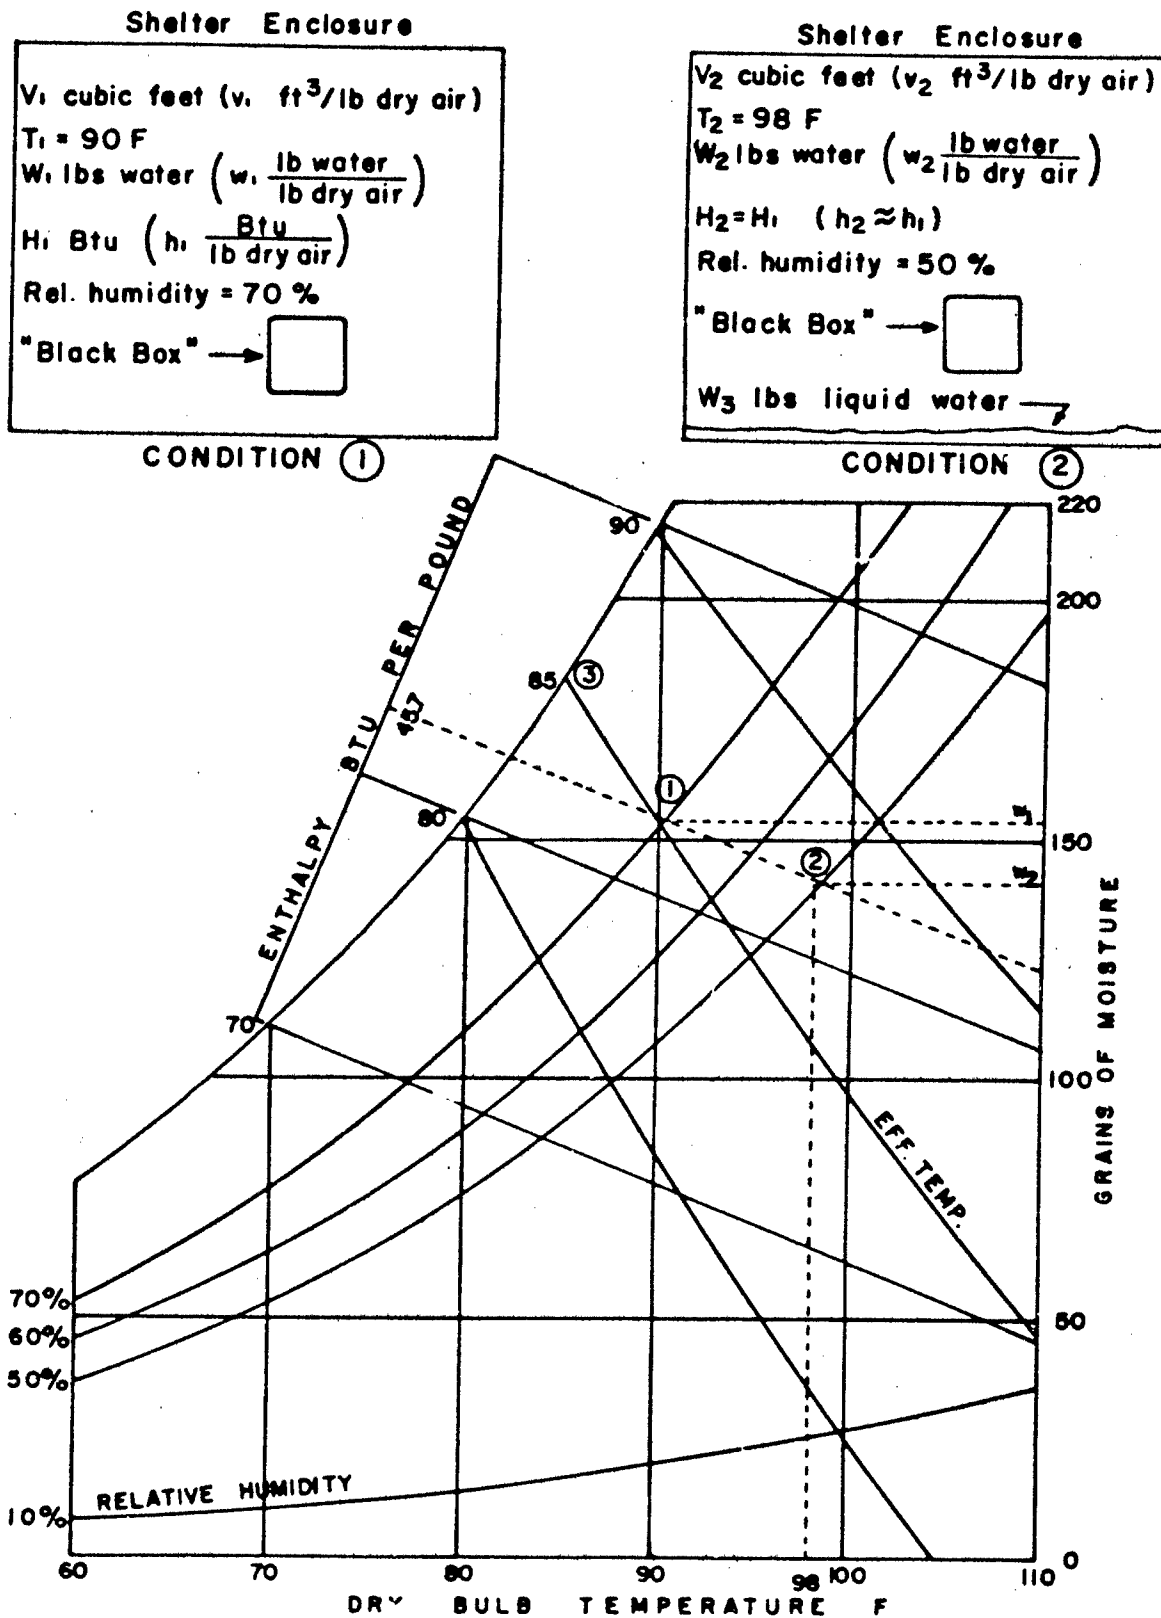 Shelter Enclosure
V₁ cubic feet (v₁ ft³/lb dry air)
T₁ = 90 F
W₁ lbs water (w₁ lb water/lb dry air)
H₁ Btu (h₁ Btu/lb dry air)
Rel. humidity = 70 %
"Black Box"
CONDITION ①
Shelter Enclosure
V₂ cubic feet (v₂ ft³/lb dry air)
T₂ = 98 F
W₂ lbs water (w₂ lb water/lb dry air)
H₂ = H₁ (h₂ ≈ h₁)
Rel. humidity = 50 %
"Black Box"
W₃ lbs liquid water
CONDITION ②
ENTHALPY BTU PER POUND
45.7
90
85
80
70
③
①
②
w₁
w₂
EFF. TEMP.
220
200
150
100
50
0
GRAINS OF MOISTURE
70%
60%
50%
10%
RELATIVE HUMIDITY
60 70 80 90 98 100 110
DRY BULB TEMPERATURE F